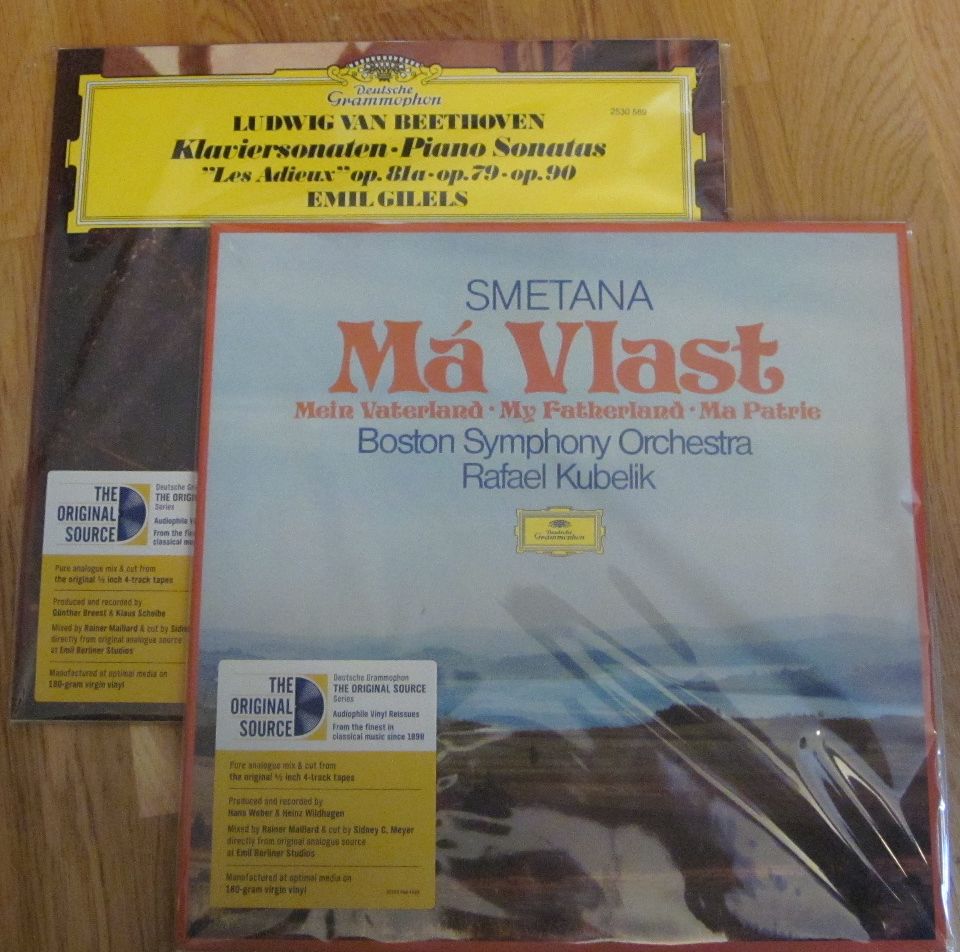 Deutsche
Grammophon
2530 589
LUDWIG VAN BEETHOVEN
Klaviersonaten · Piano Sonatas
"Les Adieux" op. 81a · op. 79 · op. 90
EMIL GILELS
THE
ORIGINAL
SOURCE
Deutsche
THE
Series
Audiophile
From the
classical
Pure analogue mix & cut from
the original ½ inch 4-track tapes
Produced and recorded by
Günther Breest & Klaus Scheibe
Mixed by Rainer Maillard & cut by
directly from original analogue source
at Emil Berliner Studios
Manufactured at optimal media on
180-gram virgin vinyl
SMETANA
Má Vlast
Mein Vaterland · My Fatherland · Ma Patrie
Boston Symphony Orchestra
Rafael Kubelik
Deutsche
Grammophon
THE
ORIGINAL
SOURCE
Deutsche Grammophon
THE ORIGINAL SOURCE
Series
Audiophile Vinyl Reissues
From the finest in
classical music since 1898
Pure analogue mix & cut from
the original ½ inch 4-track tapes
Produced and recorded by
Hans Weber & Heinz Wildhagen
Mixed by Rainer Maillard & cut by Sidney C. Meyer
directly from original analogue source
at Emil Berliner Studios
Manufactured at optimal media on
180-gram virgin vinyl